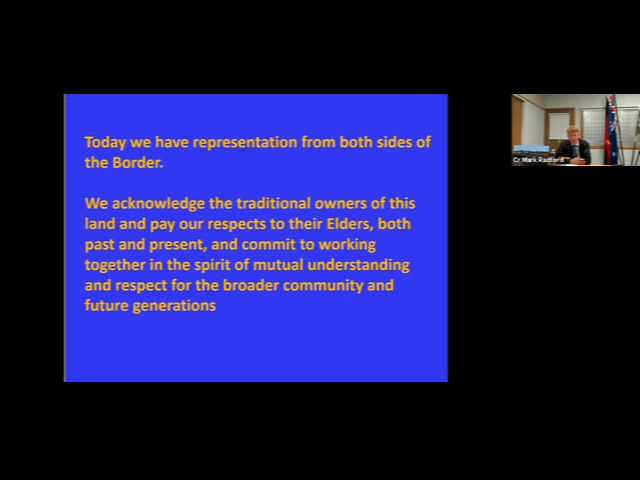 Today we have representation from both sides of
the Border.
We acknowledge the traditional owners of this
land and pay our respects to their Elders, both
past and present, and commit to working
together in the spirit of mutual understanding
and respect for the broader community and
future generations
Cr Mark Radford